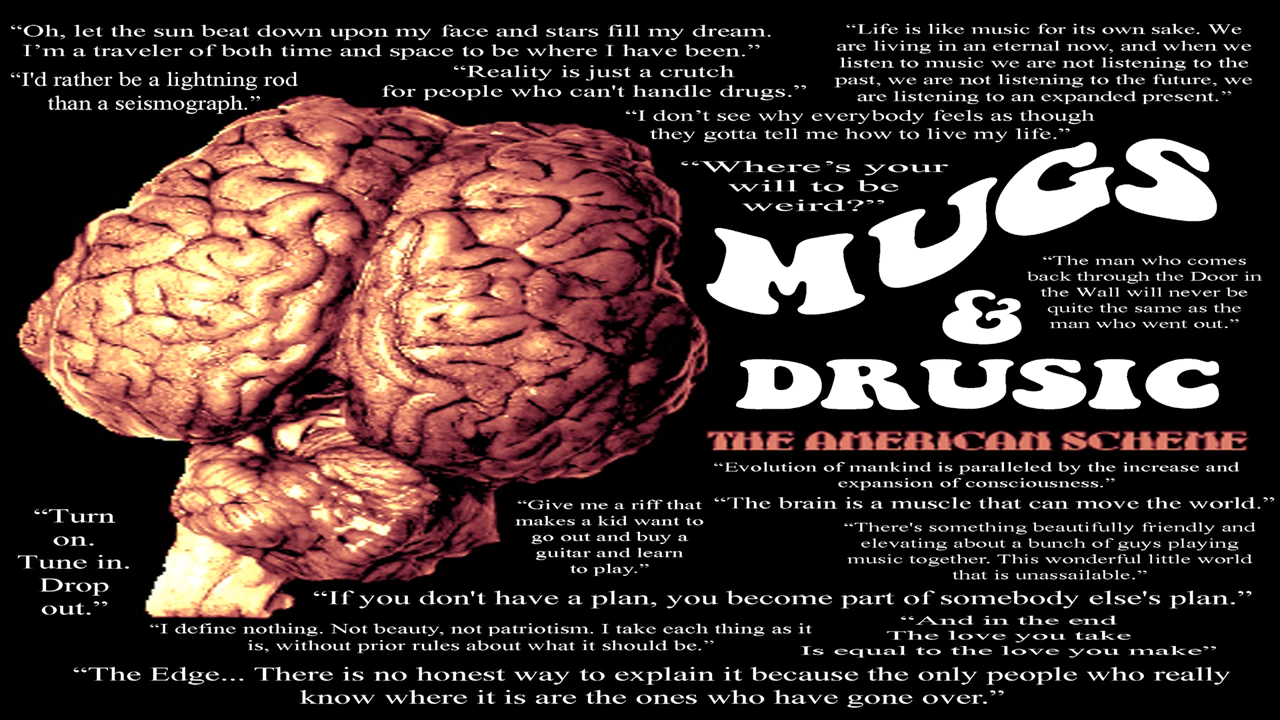 “Oh, let the sun beat down upon my face and stars fill my dream.
I’m a traveler of both time and space to be where I have been.”
“Life is like music for its own sake. We
are living in an eternal now, and when we
listen to music we are not listening to the
past, we are not listening to the future, we
are listening to an expanded present.”
“I'd rather be a lightning rod
than a seismograph.”
“Reality is just a crutch
for people who can't handle drugs.”
“I don’t see why everybody feels as though
they gotta tell me how to live my life.”
“Where’s your
will to be
weird?”
MUGS
&
DRUSIC
“The man who comes
back through the Door in
the Wall will never be
quite the same as the
man who went out.”
THE AMERICAN SCHEME
“Evolution of mankind is paralleled by the increase and
expansion of consciousness.”
“The brain is a muscle that can move the world.”
“Turn
on.
Tune in.
Drop
out.”
“Give me a riff that
makes a kid want to
go out and buy a
guitar and learn
to play.”
“There's something beautifully friendly and
elevating about a bunch of guys playing
music together. This wonderful little world
that is unassailable.”
“If you don't have a plan, you become part of somebody else's plan.”
“I define nothing. Not beauty, not patriotism. I take each thing as it
is, without prior rules about what it should be.”
“And in the end
The love you take
Is equal to the love you make”
“The Edge... There is no honest way to explain it because the only people who really
know where it is are the ones who have gone over.”